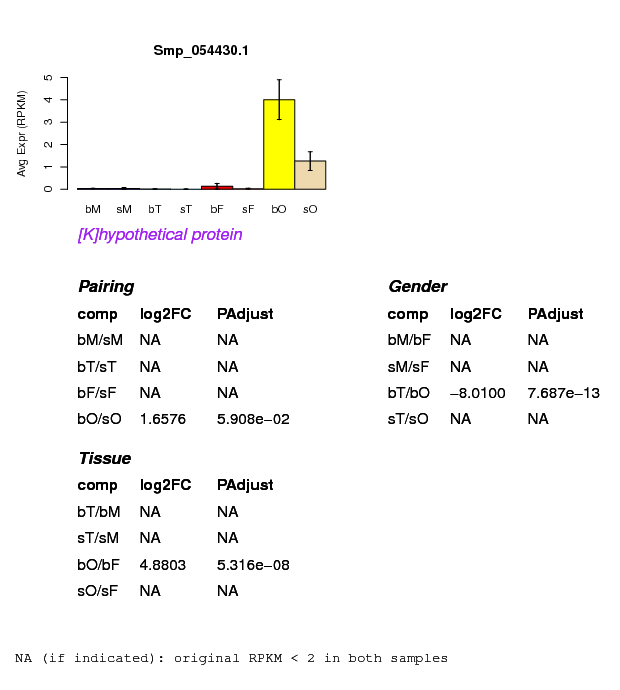 Smp_054430.1
Avg Expr (RPKM)
5
4
3
2
1
0
bM sM bT sT bF sF bO sO
[K]hypothetical protein
Pairing
comp log2FC PAdjust
bM/sM NA NA
bT/sT NA NA
bF/sF NA NA
bO/sO 1.6576 5.908e−02
Gender
comp log2FC PAdjust
bM/bF NA NA
sM/sF NA NA
bT/bO −8.0100 7.687e−13
sT/sO NA NA
Tissue
comp log2FC PAdjust
bT/bM NA NA
sT/sM NA NA
bO/bF 4.8803 5.316e−08
sO/sF NA NA
NA (if indicated): original RPKM < 2 in both samples